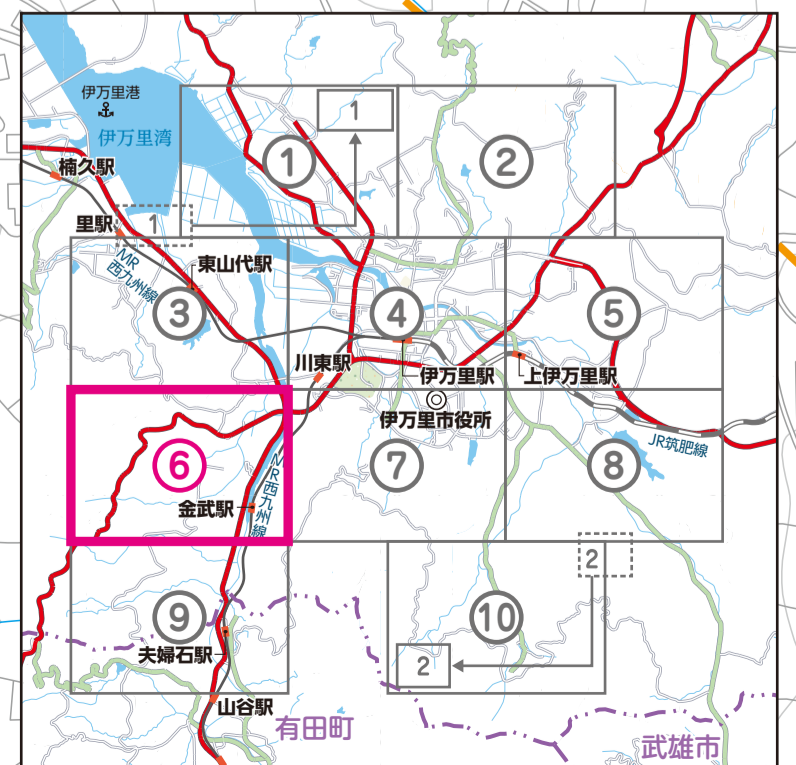 伊万里港
伊万里湾
1
①
②
楠久駅
里駅
1
MR
西九州線
東山代駅
③
④
⑤
川東駅
伊万里駅
上伊万里駅
伊万里市役所
JR筑肥線
⑥
⑦
⑧
MR西九州線
金武駅
2
⑨
⑩
夫婦石駅
2
山谷駅
有田町
武雄市